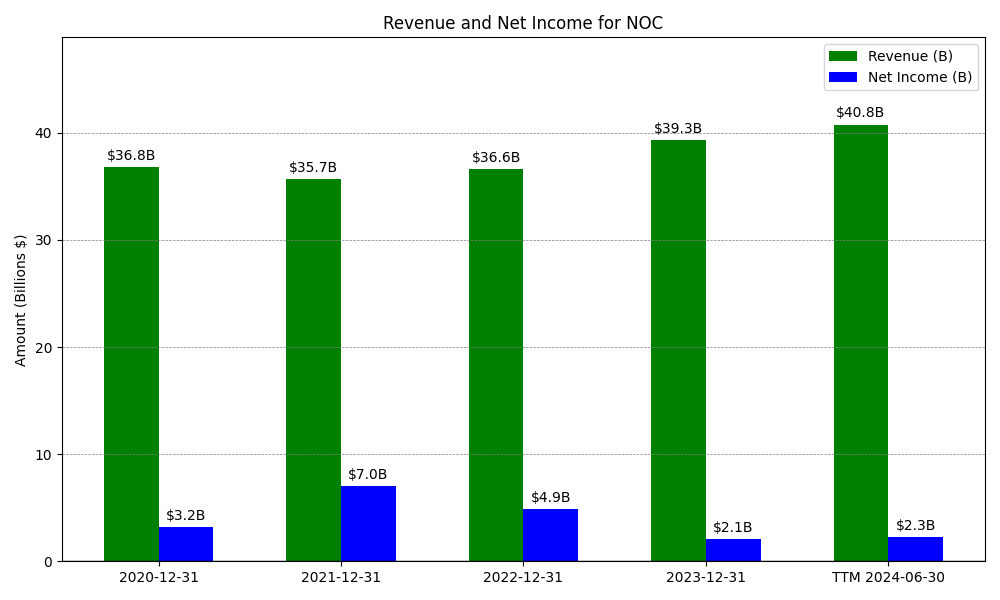 Revenue and Net Income for NOC
Revenue (B)
Net Income (B)
Amount (Billions $)
40
30
20
10
0
$36.8B
$35.7B
$36.6B
$39.3B
$40.8B
$3.2B
$7.0B
$4.9B
$2.1B
$2.3B
2020-12-31
2021-12-31
2022-12-31
2023-12-31
TTM 2024-06-30